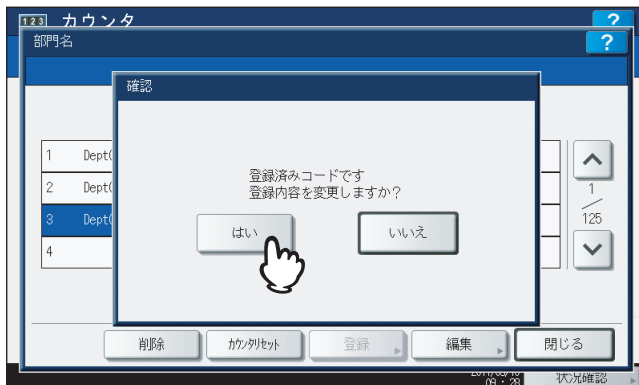 123 カウンタ ?
部門名 ?
確認
登録済みコードです
登録内容を変更しますか？
はい いいえ
1 Dept
2 Dept
3 Dept
4
1
125
削除 ｶｳﾝﾀﾘｾｯﾄ 登録 編集 閉じる
09:28 状況確認